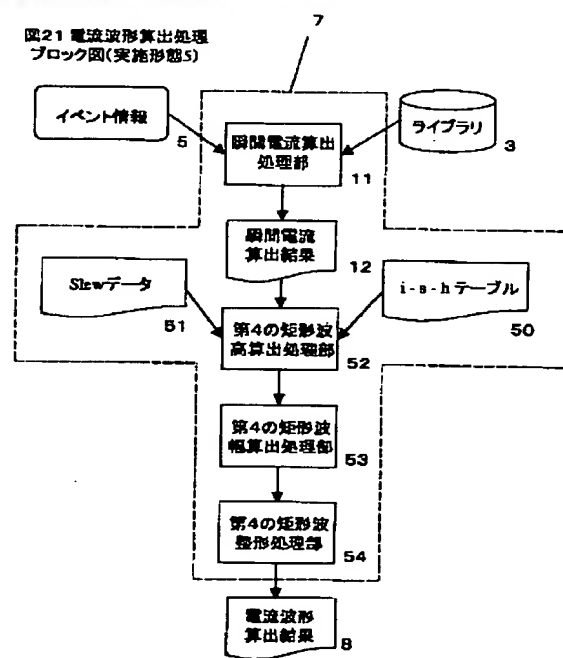 図21 電流波形算出処理
ブロック図(実施形態5)
7
イベント情報
5
ライブラリ
3
瞬間電流算出
処理部
11
瞬間電流
算出結果
12
Slewデータ
51
i-s-hテーブル
50
第4の矩形波
高算出処理部
52
第4の矩形波
幅算出処理部
53
第4の矩形波
整形処理部
54
電流波形
算出結果
8